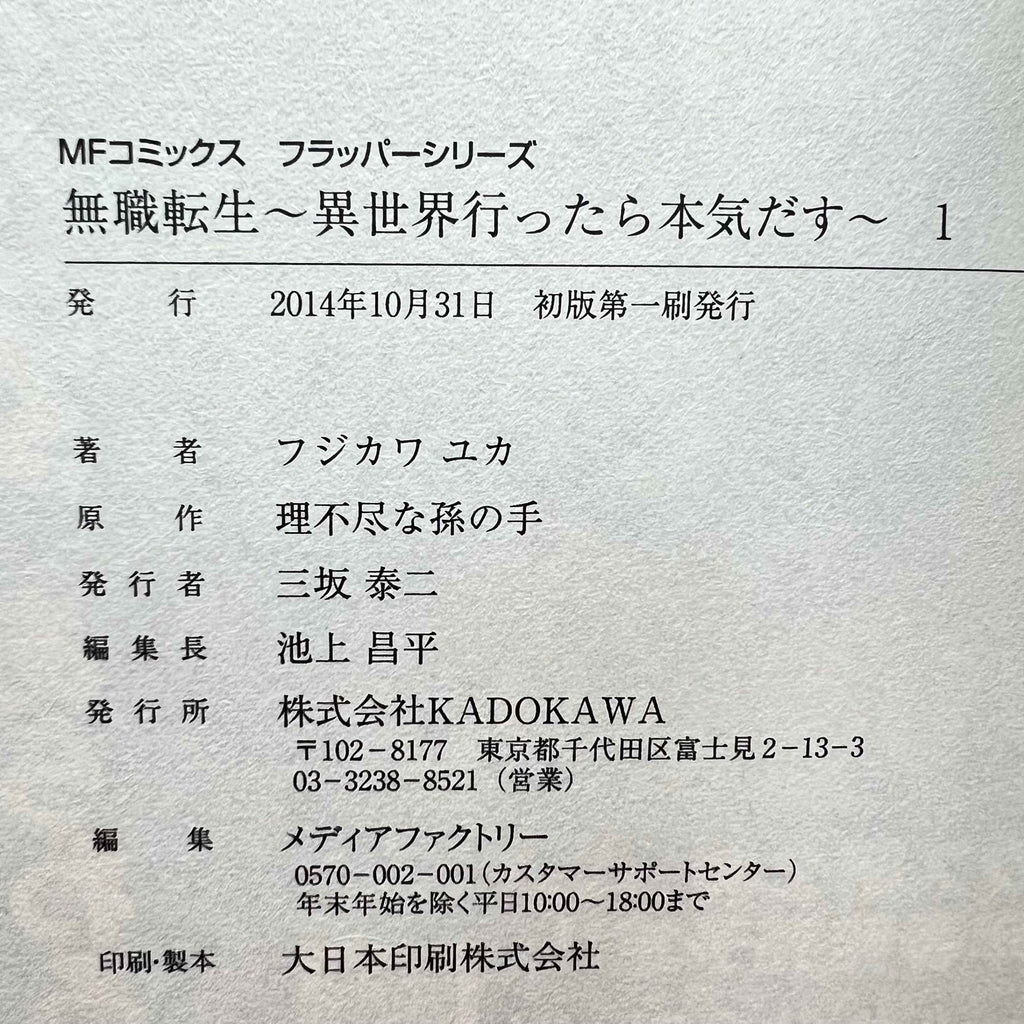 MFコミックス　フラッパーシリーズ
無職転生～異世界行ったら本気だす～　1
発　行　2014年10月31日　初版第一刷発行
著　者　フジカワ ユカ
原　作　理不尽な孫の手
発行者　三坂 泰二
編集長　池上 昌平
発行所　株式会社KADOKAWA
〒102－8177　東京都千代田区富士見2－13－3
03－3238－8521（営業）
編　集　メディアファクトリー
0570－002－001（カスタマーサポートセンター）
年末年始を除く平日10:00～18:00まで
印刷・製本　大日本印刷株式会社